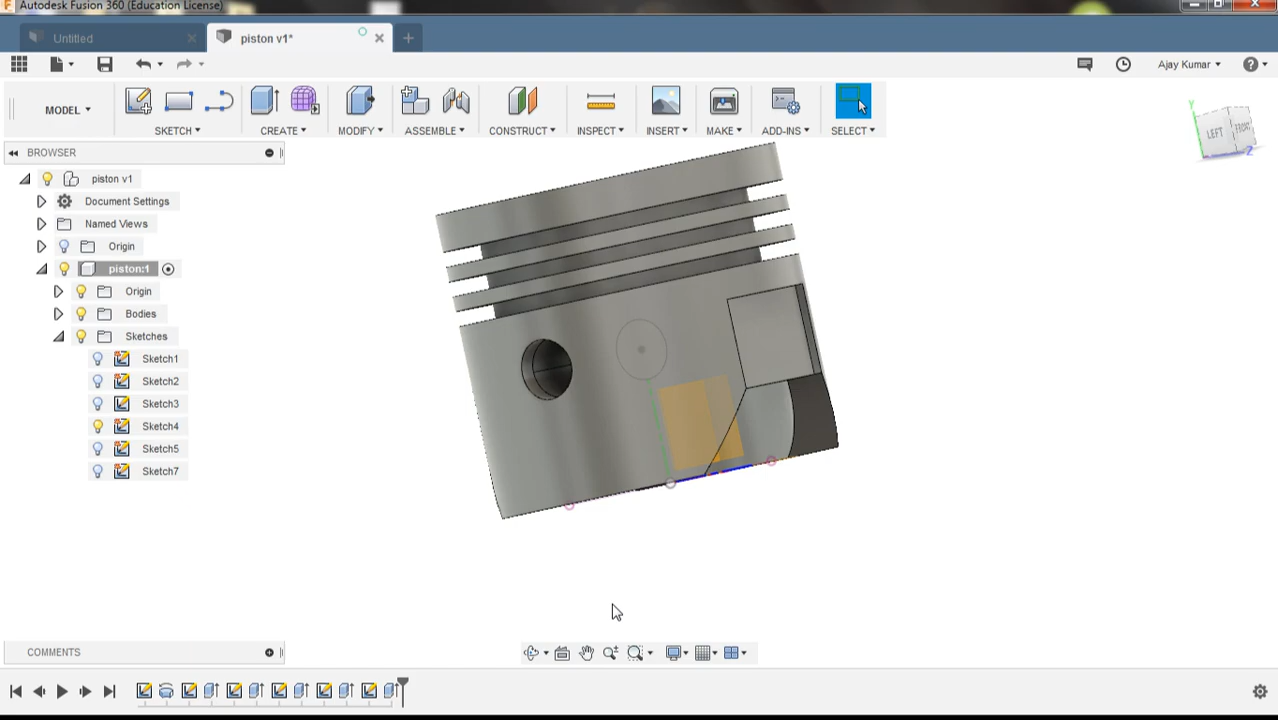 Autodesk Fusion 360 (Education License)
Untitled
piston v1*
Ajay Kumar
MODEL
SKETCH
CREATE
MODIFY
ASSEMBLE
CONSTRUCT
INSPECT
INSERT
MAKE
ADD-INS
SELECT
BROWSER
Y
LEFT
FRONT
Z
piston v1
Document Settings
Named Views
Origin
piston:1
Origin
Bodies
Sketches
Sketch1
Sketch2
Sketch3
Sketch4
Sketch5
Sketch7
COMMENTS